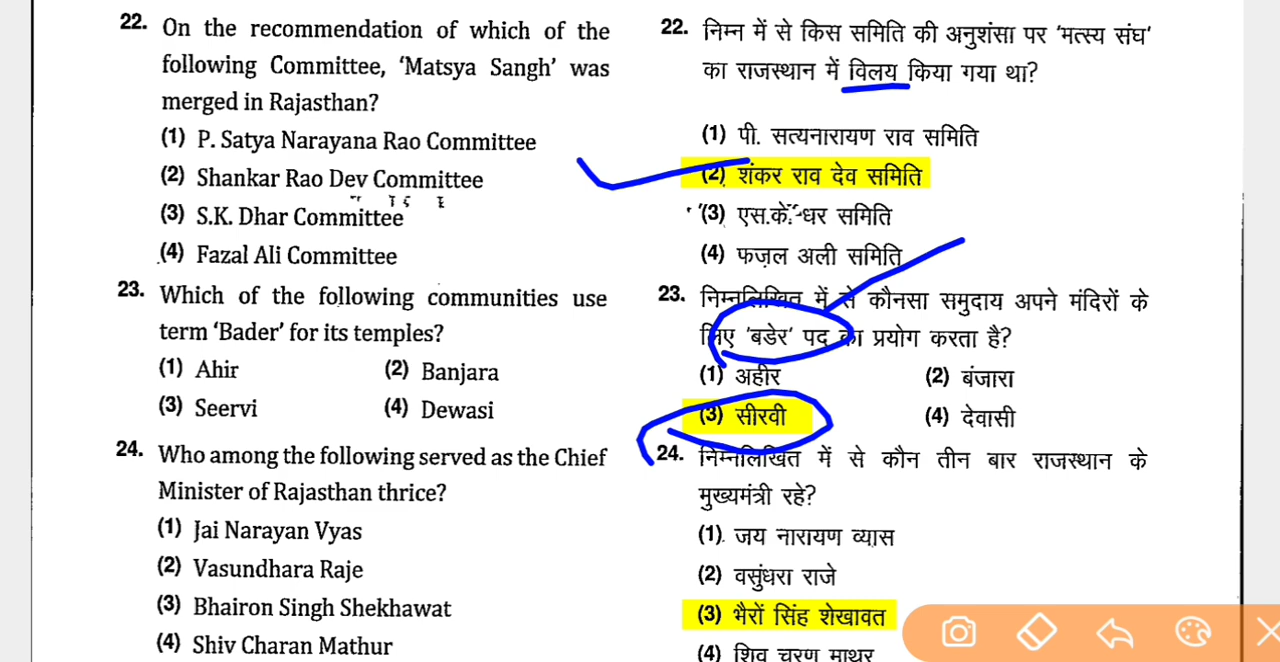 22. On the recommendation of which of the
following Committee, ‘Matsya Sangh’ was
merged in Rajasthan?
(1) P. Satya Narayana Rao Committee
(2) Shankar Rao Dev Committee
(3) S.K. Dhar Committee
(4) Fazal Ali Committee
23. Which of the following communities use
term ‘Bader’ for its temples?
(1) Ahir (2) Banjara
(3) Seervi (4) Dewasi
24. Who among the following served as the Chief
Minister of Rajasthan thrice?
(1) Jai Narayan Vyas
(2) Vasundhara Raje
(3) Bhairon Singh Shekhawat
(4) Shiv Charan Mathur
22. निम्न में से किस समिति की अनुशंसा पर ‘मत्स्य संघ’
का राजस्थान में विलय किया गया था?
(1) पी. सत्यनारायण राव समिति
(2) शंकर राव देव समिति
(3) एस.के. धर समिति
(4) फज़ल अली समिति
23. निम्नलिखित में से कौनसा समुदाय अपने मंदिरों के
लिए ‘बडेर’ पद का प्रयोग करता है?
(1) अहीर (2) बंजारा
(3) सीरवी (4) देवासी
24. निम्नलिखित में से कौन तीन बार राजस्थान के
मुख्यमंत्री रहे?
(1) जय नारायण व्यास
(2) वसुंधरा राजे
(3) भैरों सिंह शेखावत
(4) शिव चरण माथुर